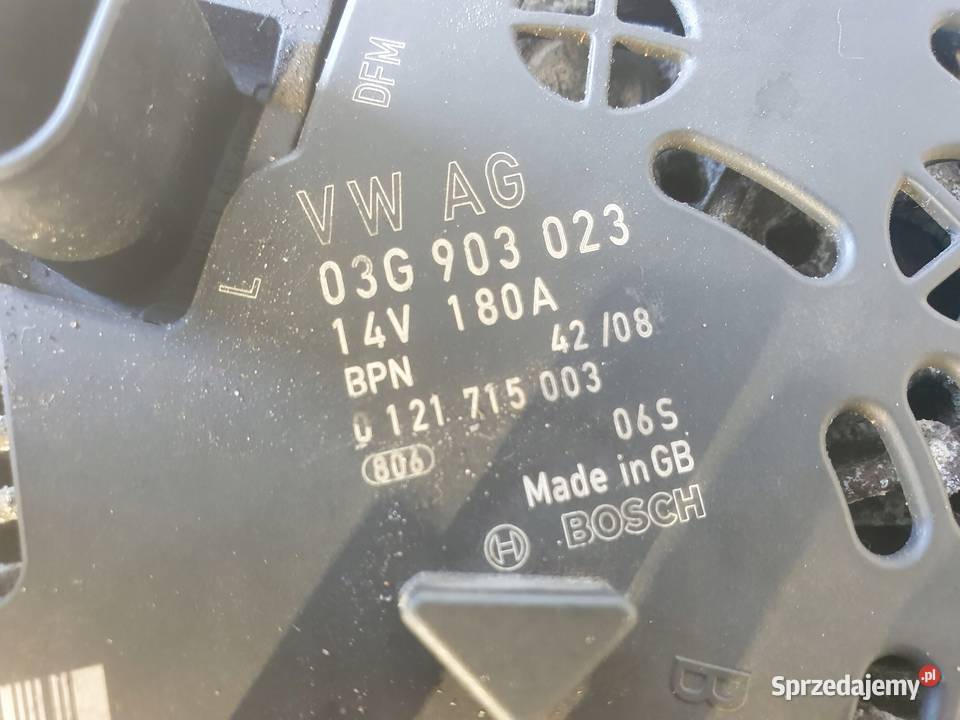 DFM
VW AG
03G 903 023
L
14V 180A
BPN 42/08
0 121 715 003
806 06S
Made in GB
BOSCH
B
Sprzedajemy.pl